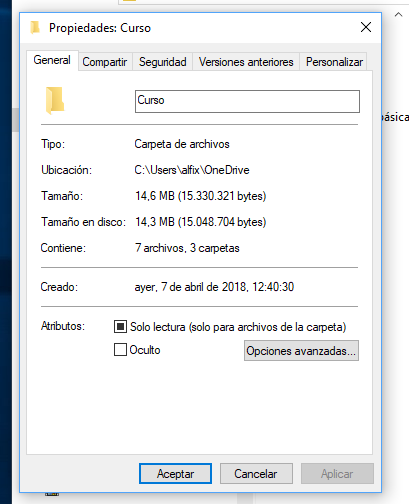 Propiedades: Curso
General Compartir Seguridad Versiones anteriores Personalizar
Curso
Tipo: Carpeta de archivos
Ubicación: C:\Users\alfix\OneDrive
Tamaño: 14,6 MB (15.330.321 bytes)
Tamaño en disco: 14,3 MB (15.048.704 bytes)
Contiene: 7 archivos, 3 carpetas
Creado: ayer, 7 de abril de 2018, 12:40:30
Atributos: Solo lectura (solo para archivos de la carpeta)
Oculto Opciones avanzadas...
Aceptar Cancelar Aplicar